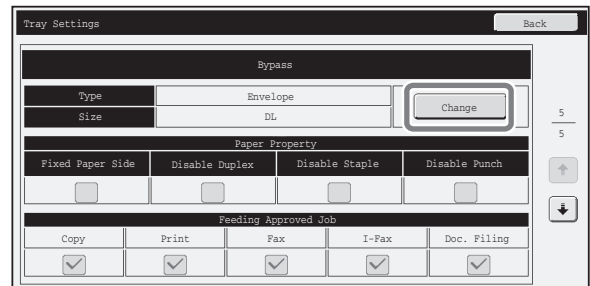 Tray Settings Back
Bypass
Type Envelope
Change
Size DL
5
5
Paper Property
Fixed Paper Side Disable Duplex Disable Staple Disable Punch
Feeding Approved Job
Copy Print Fax I-Fax Doc. Filing